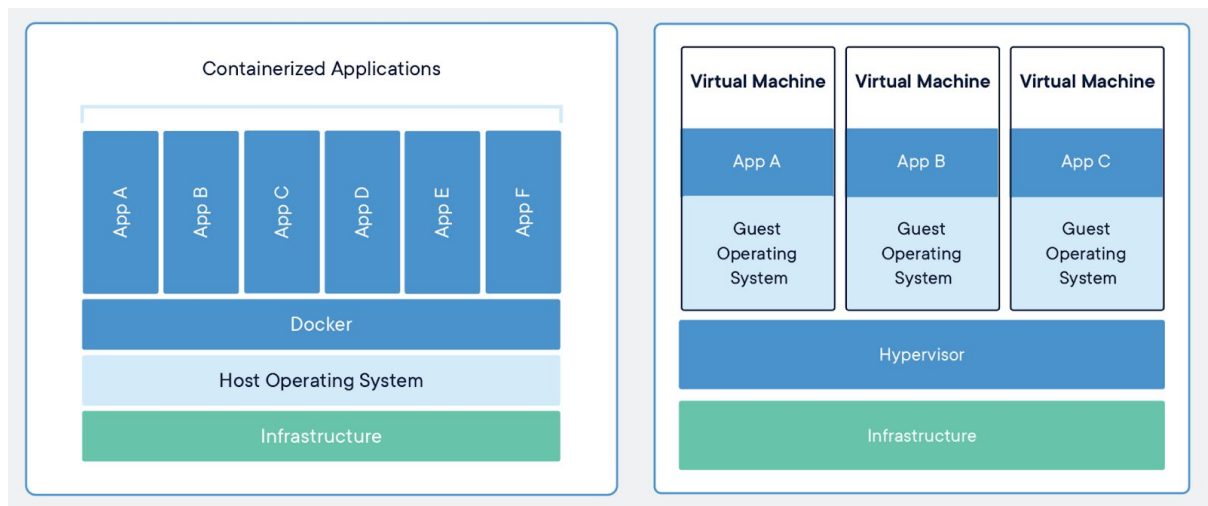 Containerized Applications
App A
App B
App C
App D
App E
App F
Docker
Host Operating System
Infrastructure
Virtual Machine
App A
Guest
Operating
System
Virtual Machine
App B
Guest
Operating
System
Virtual Machine
App C
Guest
Operating
System
Hypervisor
Infrastructure